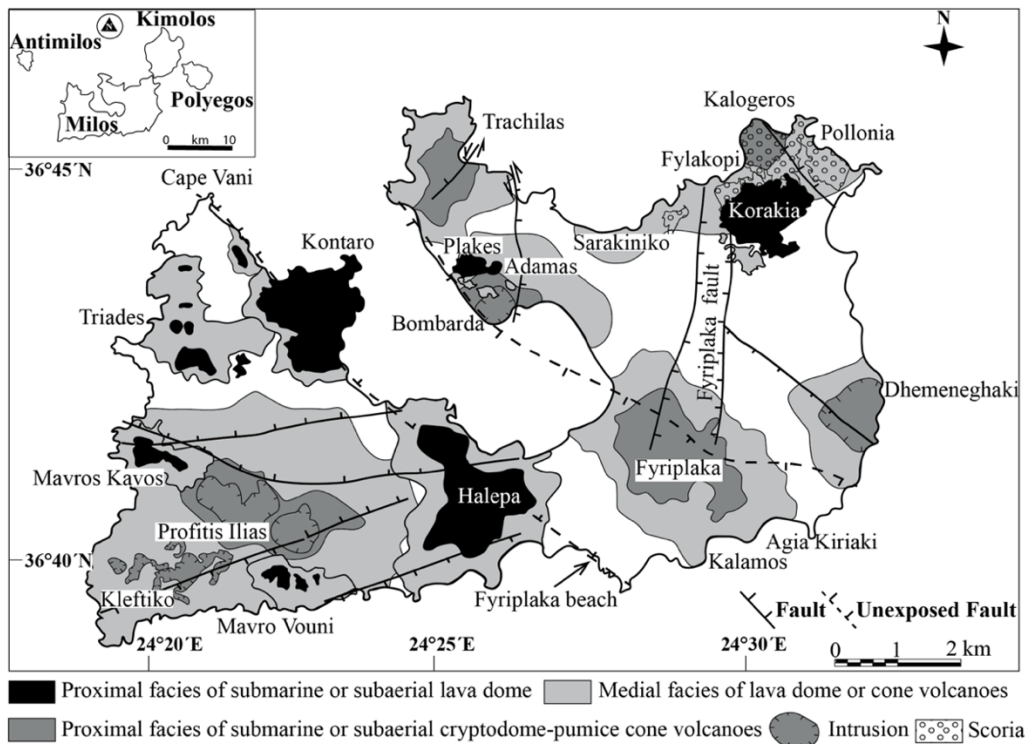 Kimolos
Antimilos
Polyegos
Milos
0 km 10
N
Kalogeros
Trachilas
Pollonia
36°45´N
Fylakopi
Cape Vani
Korakia
Kontaro
Plakes
Sarakiniko
Adamas
Triades
Bombarda
Fyriplaka fault
Dhemeneghaki
Mavros Kavos
Fyriplaka
Halepa
Profitis Ilias
Agia Kiriaki
36°40´N
Kalamos
Kleftiko
Fyriplaka beach
Mavro Vouni
Fault
Unexposed Fault
24°20´E
24°25´E
24°30´E
0 1 2 km
Proximal facies of submarine or subaerial lava dome
Medial facies of lava dome or cone volcanoes
Proximal facies of submarine or subaerial cryptodome-pumice cone volcanoes
Intrusion
Scoria